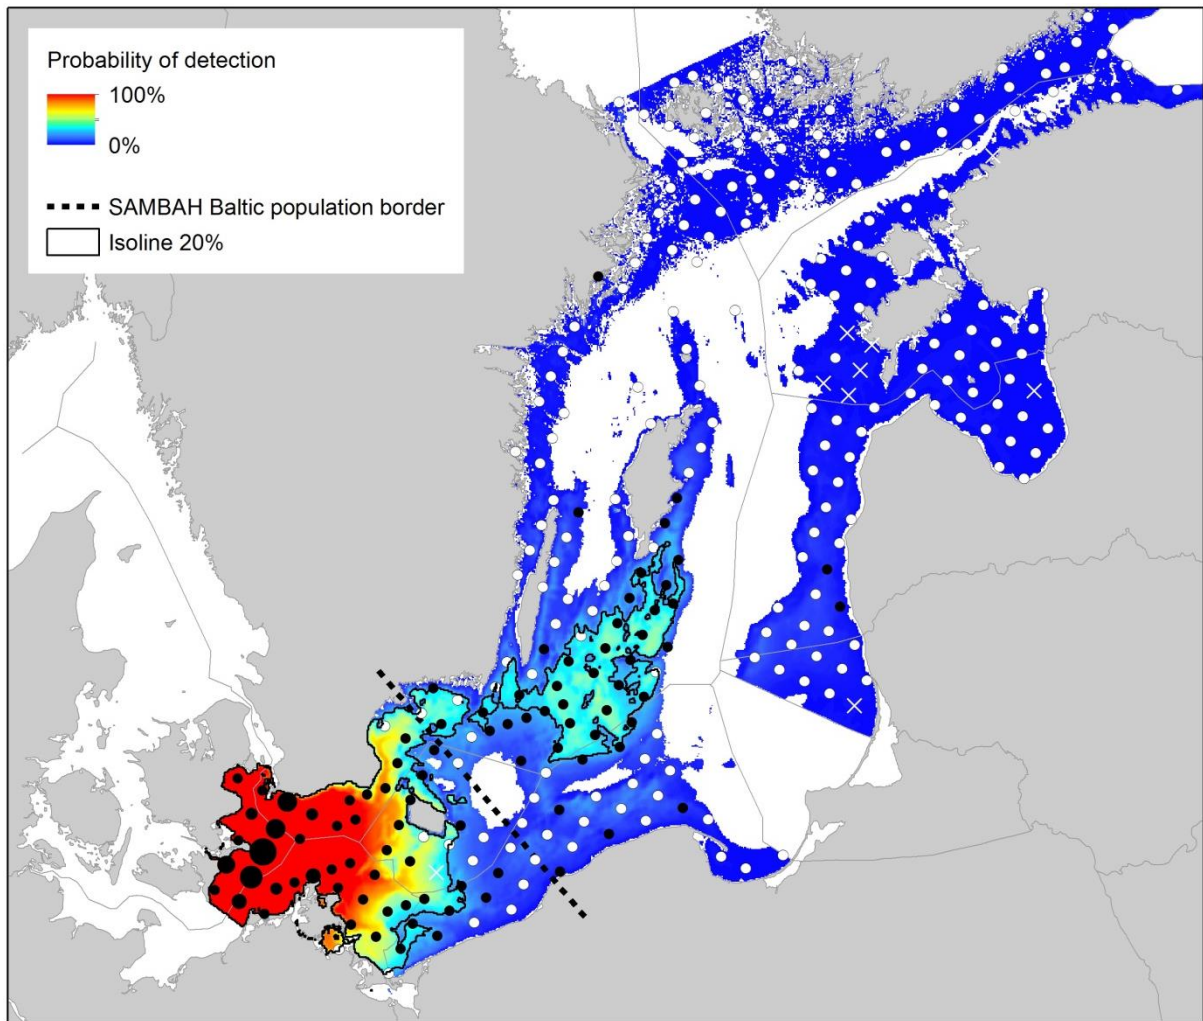 Probability of detection
100%
0%
SAMBAH Baltic population border
Isoline 20%